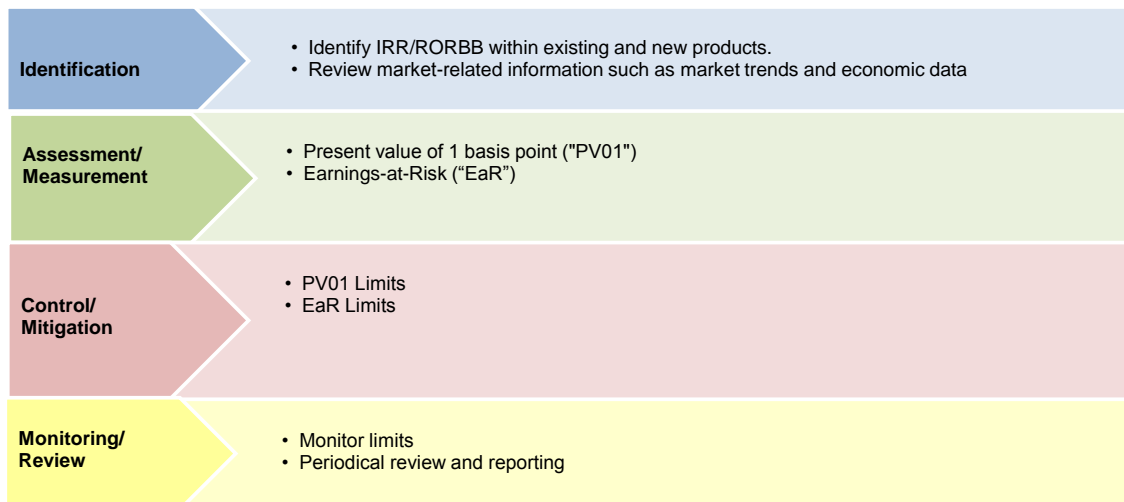 Identification
• Identify IRR/RORBB within existing and new products.
• Review market-related information such as market trends and economic data
Assessment/
Measurement
• Present value of 1 basis point ("PV01")
• Earnings-at-Risk (“EaR”)
Control/
Mitigation
• PV01 Limits
• EaR Limits
Monitoring/
Review
• Monitor limits
• Periodical review and reporting